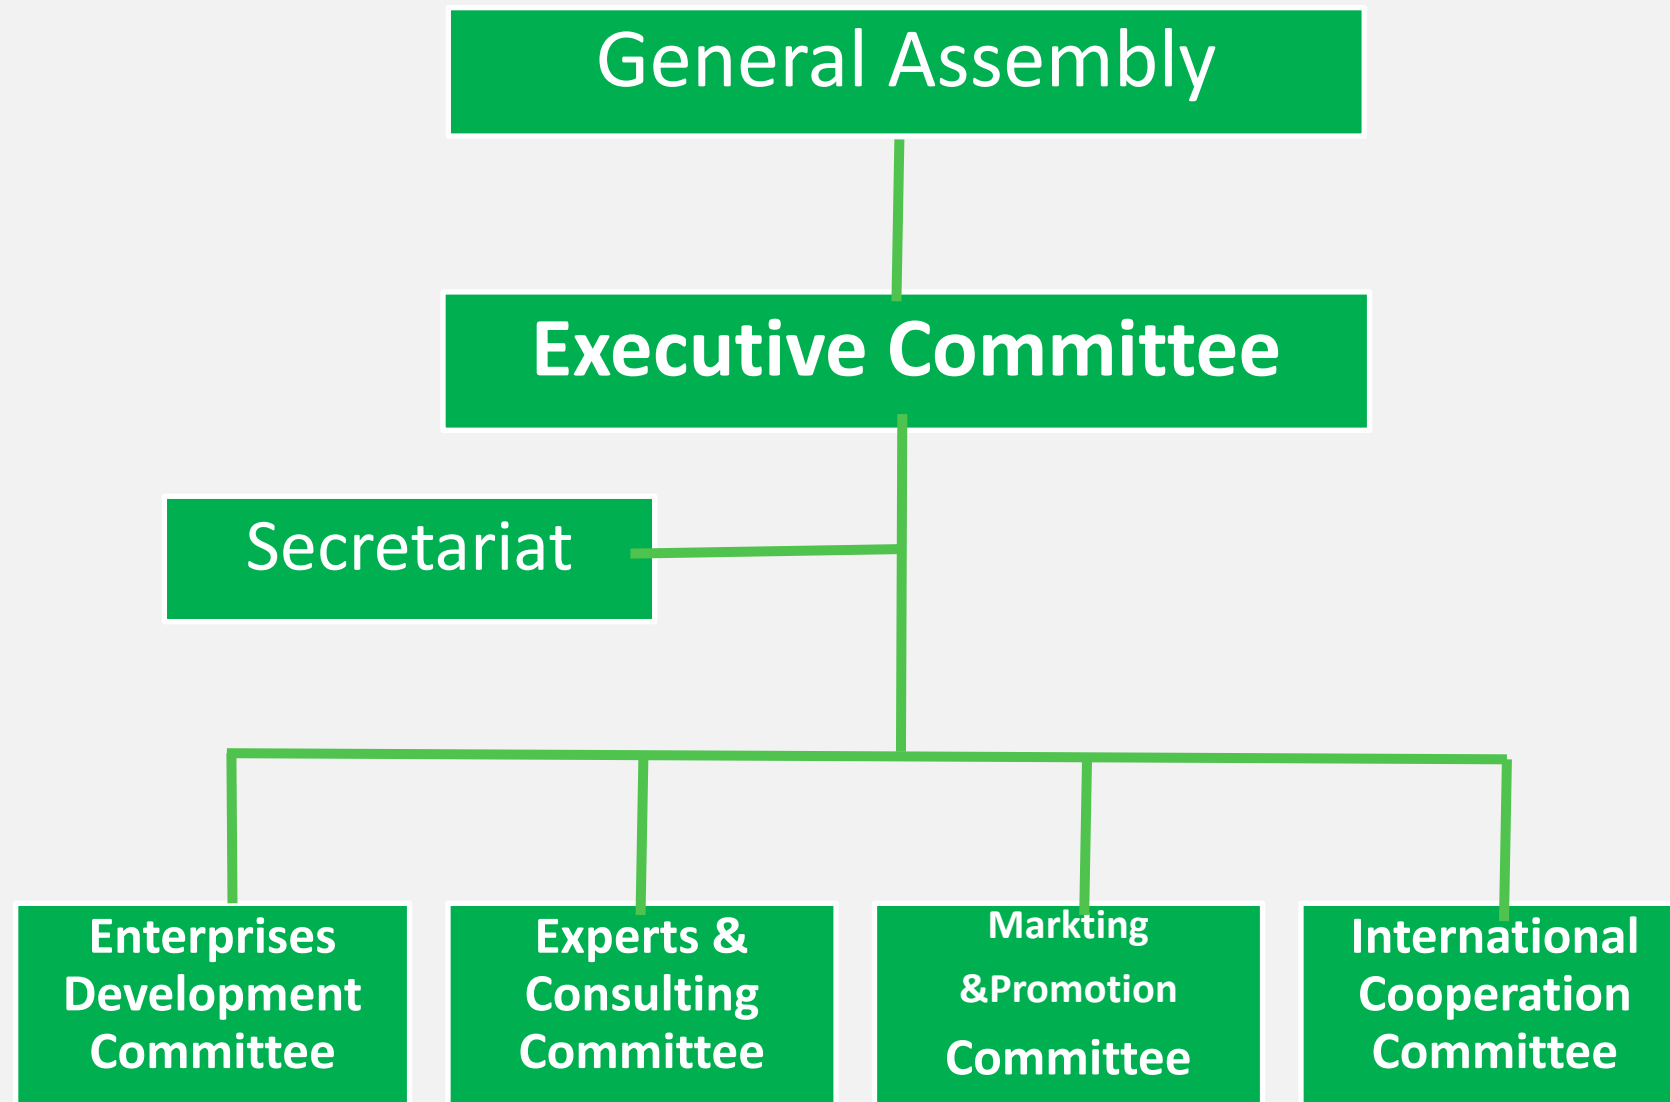 General Assembly
Executive Committee
Secretariat
Enterprises
Development
Committee
Experts &
Consulting
Committee
Markting
&Promotion
Committee
International
Cooperation
Committee